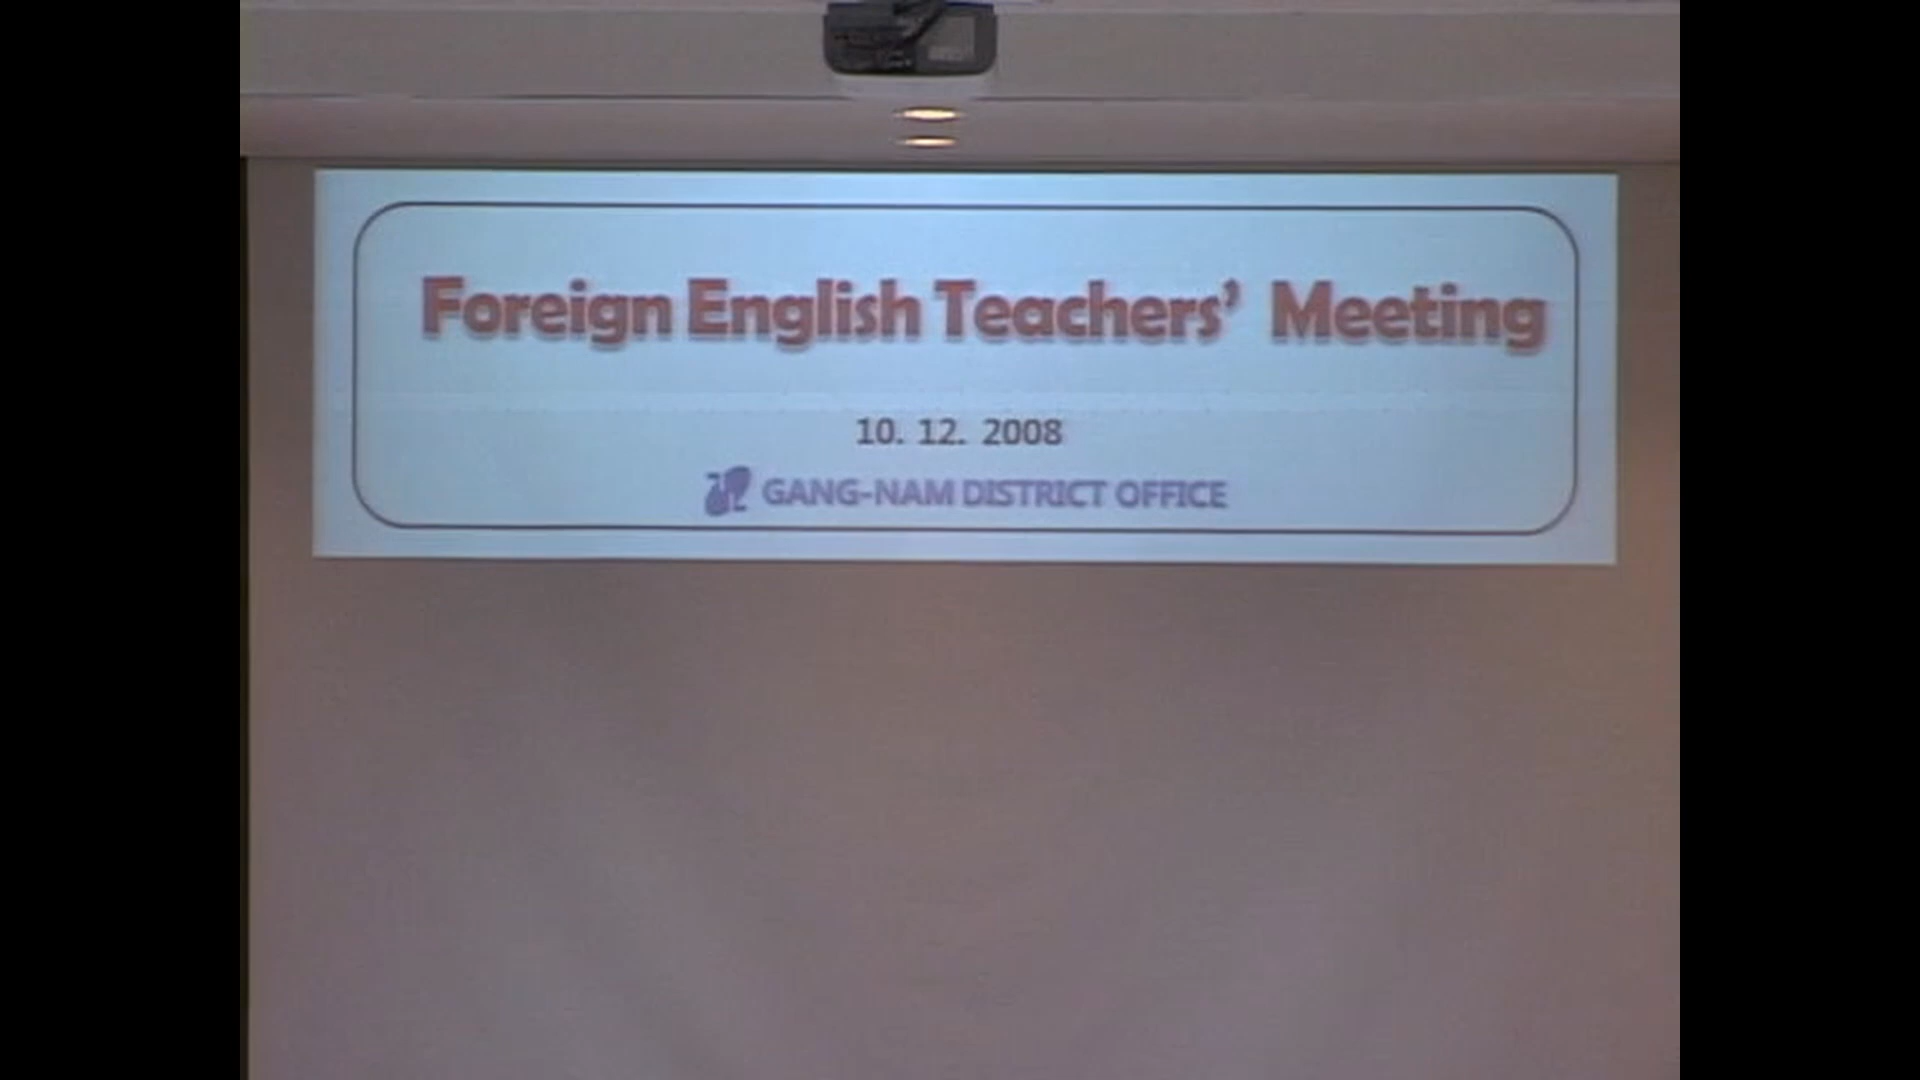 Foreign English Teachers' Meeting
10. 12. 2008
GANG-NAM DISTRICT OFFICE